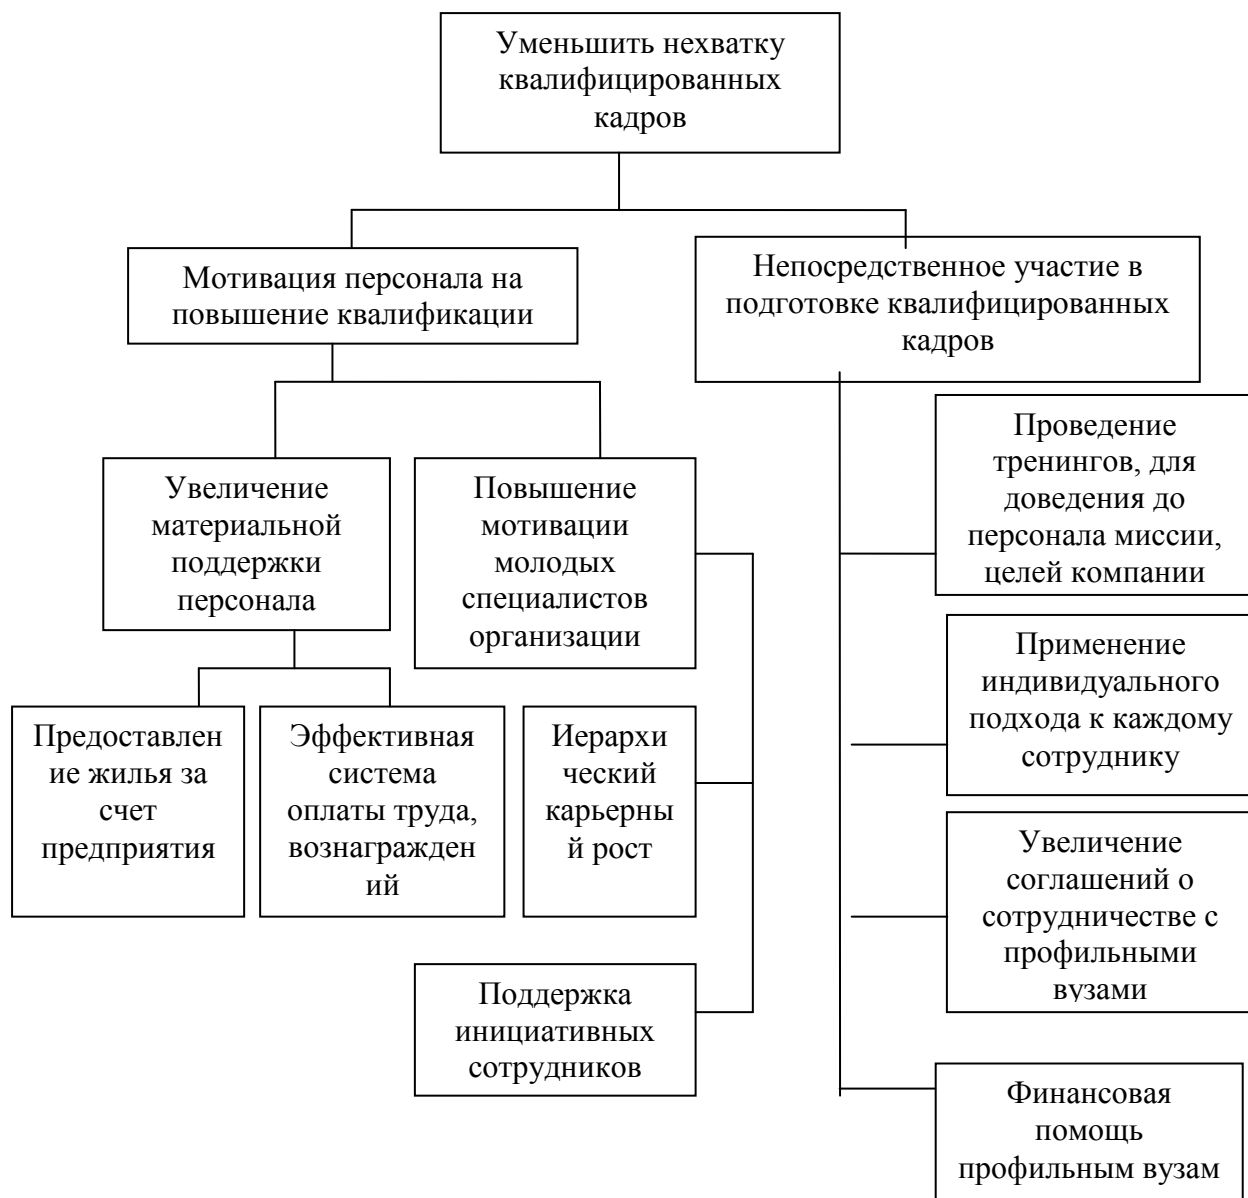 Уменьшить нехватку
квалифицированных
кадров
Мотивация персонала на
повышение квалификации
Непосредственное участие в
подготовке квалифицированных
кадров
Увеличение
материальной
поддержки
персонала
Повышение
мотивации
молодых
специалистов
организации
Проведение
тренингов, для
доведения до
персонала миссии,
целей компании
Применение
индивидуального
подхода к каждому
сотруднику
Предоставлен
ие жилья за
счет
предприятия
Эффективная
система
оплаты труда,
вознагражден
ий
Иерархи
ческий
карьерны
й рост
Увеличение
соглашений о
сотрудничестве с
профильными
вузами
Поддержка
инициативных
сотрудников
Финансовая
помощь
профильным вузам